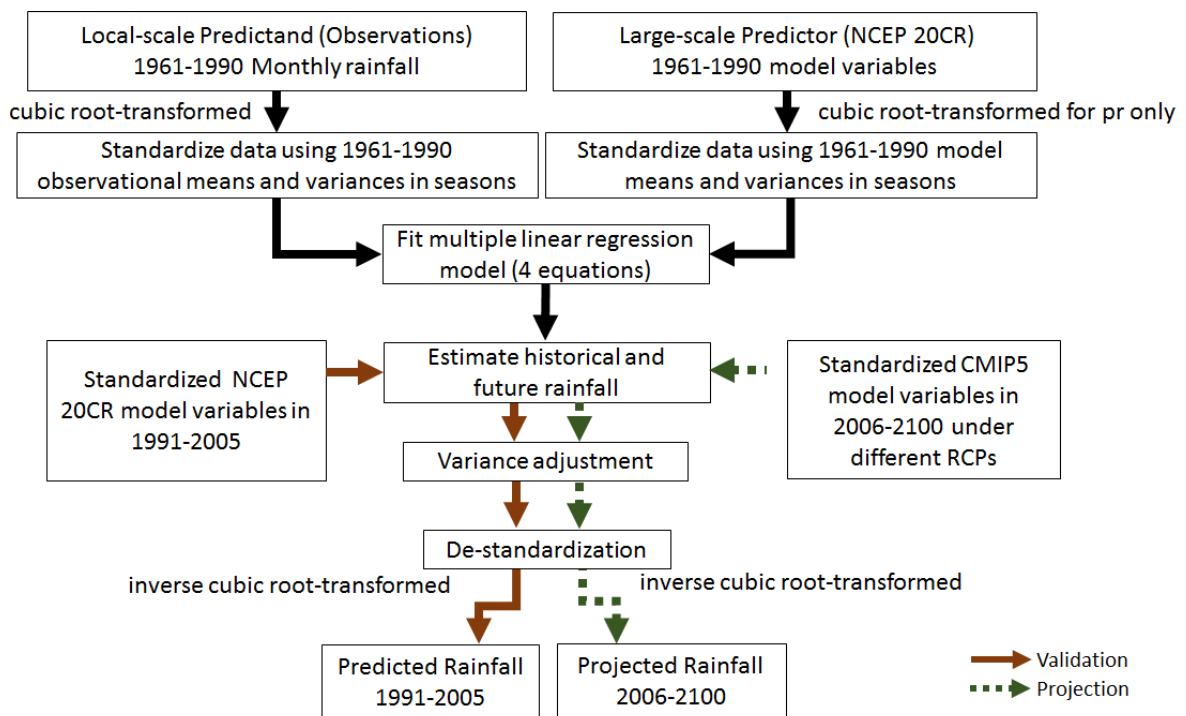 Local-scale Predictand (Observations)
1961-1990 Monthly rainfall
Large-scale Predictor (NCEP 20CR)
1961-1990 model variables
cubic root-transformed
cubic root-transformed for pr only
Standardize data using 1961-1990
observational means and variances in seasons
Standardize data using 1961-1990 model
means and variances in seasons
Fit multiple linear regression
model (4 equations)
Standardized NCEP
20CR model variables in
1991-2005
Estimate historical and
future rainfall
Standardized CMIP5
model variables in
2006-2100 under
different RCPs
Variance adjustment
De-standardization
inverse cubic root-transformed
inverse cubic root-transformed
Predicted Rainfall
1991-2005
Projected Rainfall
2006-2100
Validation
Projection